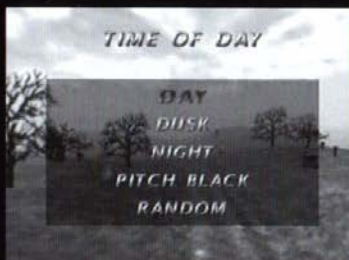 TIME OF DAY
DAY
DUSK
NIGHT
PITCH BLACK
RANDOM